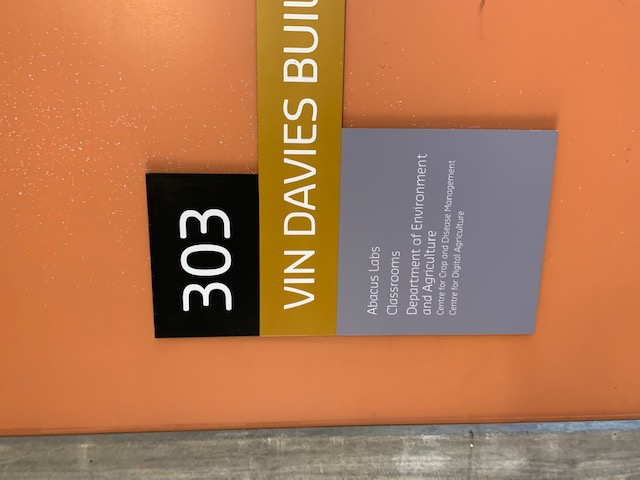 303
VIN DAVIES BUIL
Abacus Labs
Classrooms
Department of Environment
and Agriculture
Centre for Crop and Disease Management
Centre for Digital Agriculture